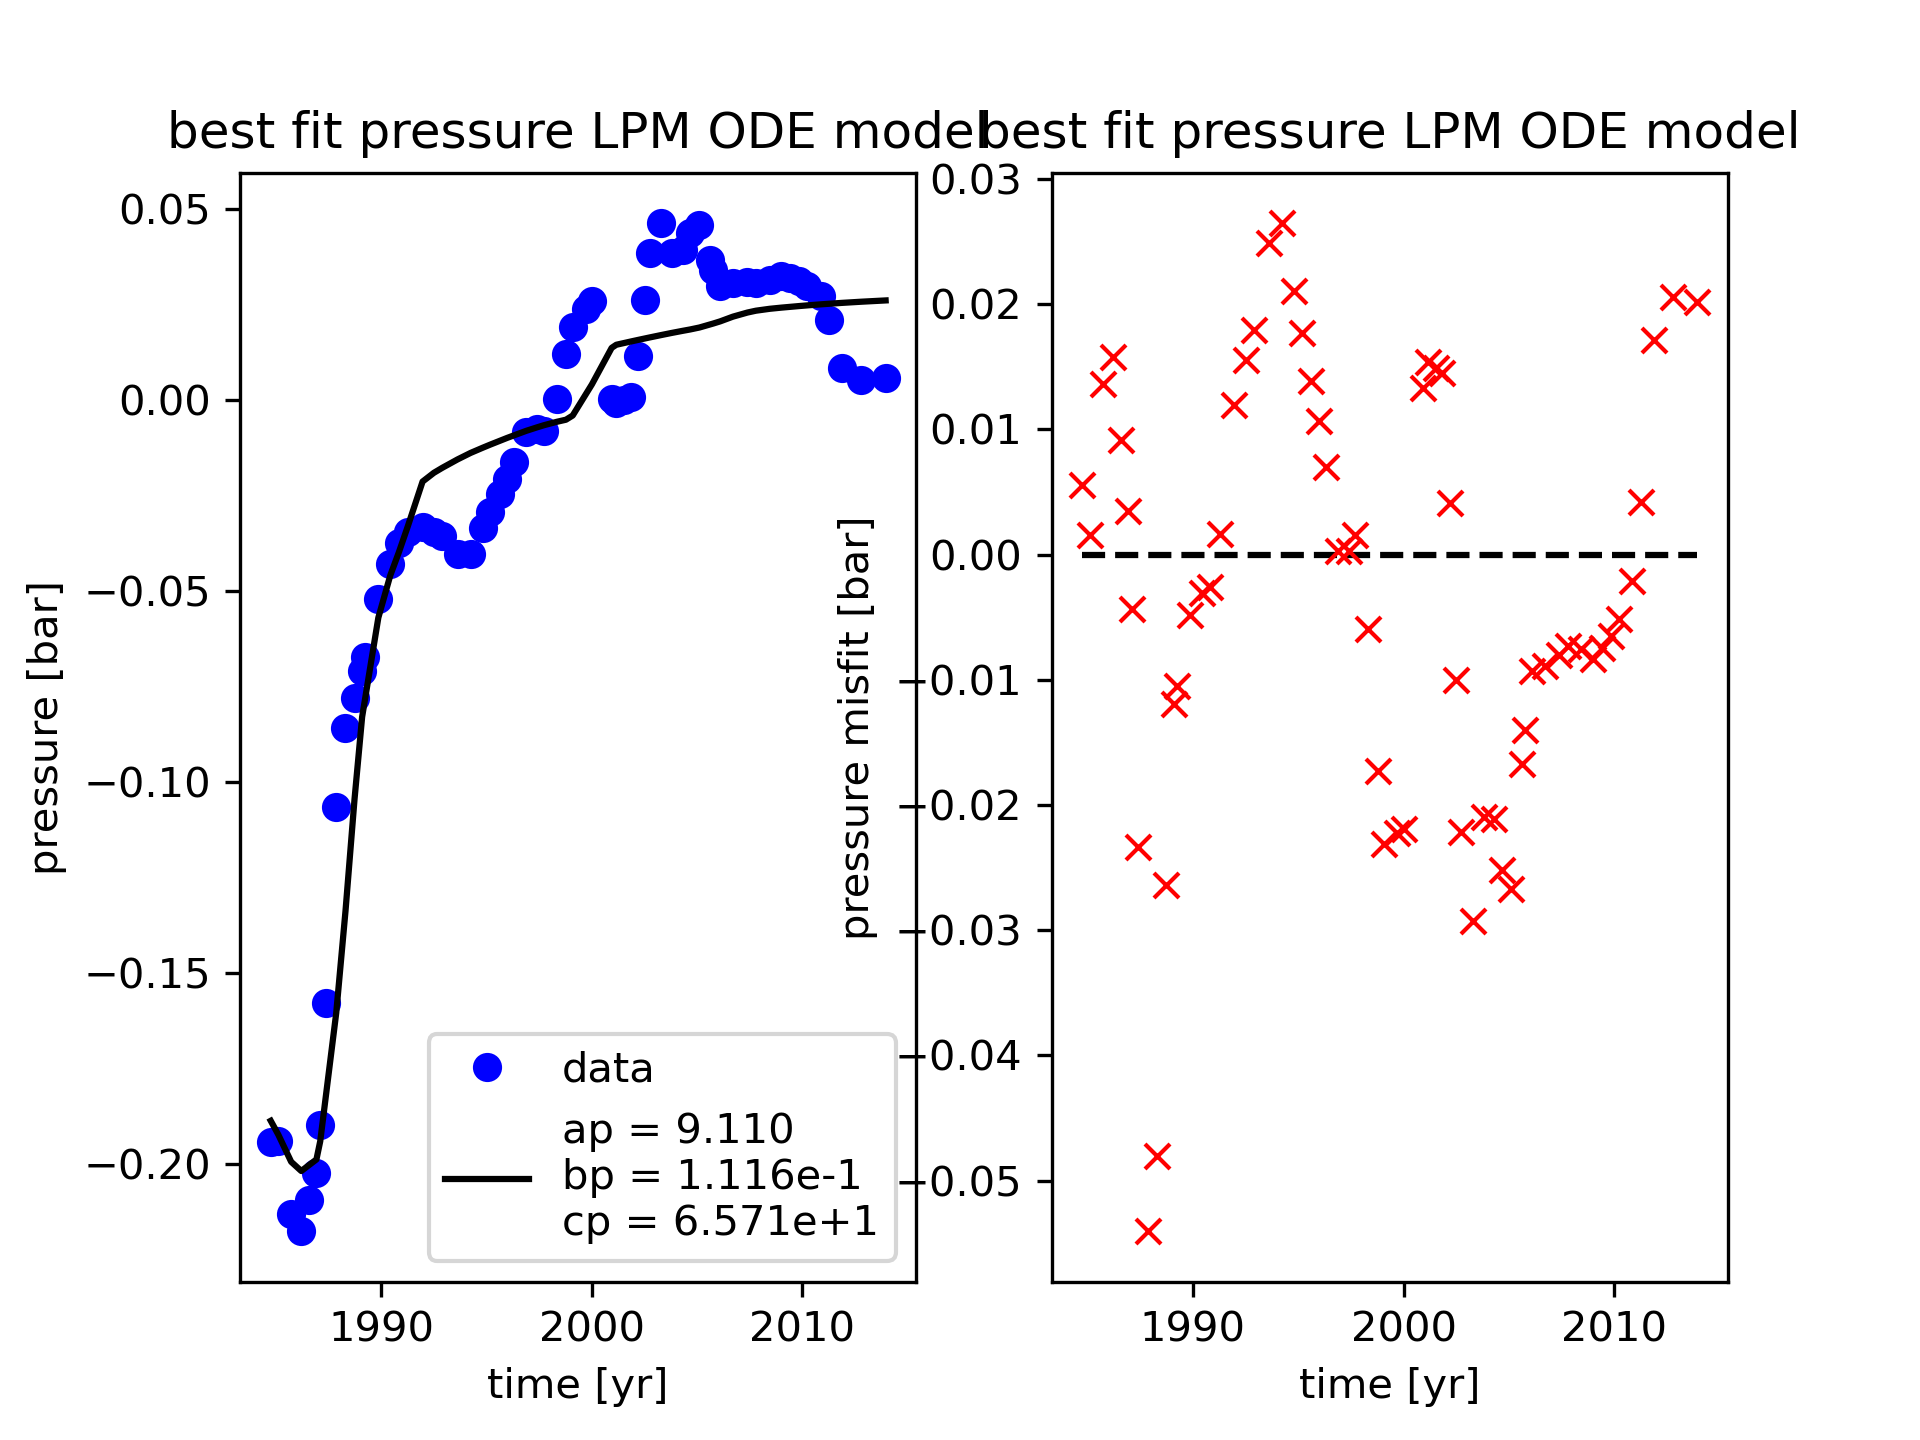 best fit pressure LPM ODE model
best fit pressure LPM ODE model
pressure [bar]
0.05
0.00
−0.05
−0.10
−0.15
−0.20
data
ap = 9.110
bp = 1.116e-1
cp = 6.571e+1
1990
2000
2010
time [yr]
pressure misfit [bar]
0.03
0.02
0.01
0.00
−0.01
−0.02
−0.03
−0.04
−0.05
1990
2000
2010
time [yr]